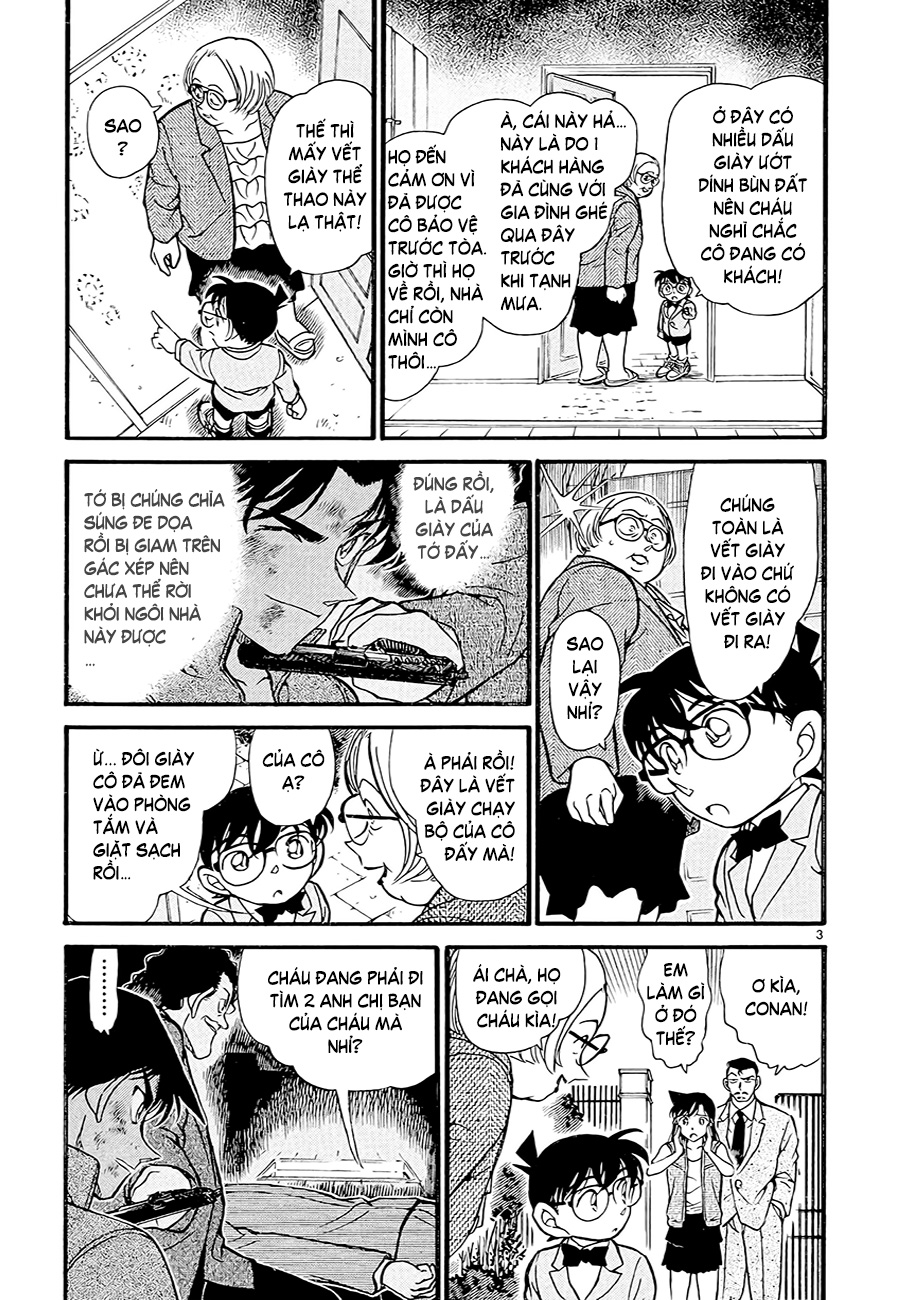 Ở ĐÂY CÓ
NHIỀU DẤU
GIÀY ƯỚT
DÍNH BÙN ĐẤT
NÊN CHÁU
NGHĨ CHẮC
CÔ ĐANG CÓ
KHÁCH!
À, CÁI NÀY HẢ...
NÀY LÀ DO 1
KHÁCH HÀNG
ĐÃ CÙNG VỚI
GIA ĐÌNH GHÉ
QUA ĐÂY
TRƯỚC
KHI TẠNH
MƯA.
HỌ ĐẾN
CẢM ƠN VÌ
ĐÃ ĐƯỢC
CÔ BẢO VỆ
TRƯỚC TÒA.
GIỜ THÌ HỌ
VỀ RỒI, NHÀ
CHỈ CÒN
MÌNH CÔ
THÔI...
THẾ THÌ
MẤY VẾT
GIÀY THỂ
THAO NÀY
LẠ THẬT!
SAO
?
CHÚNG
TOÀN LÀ
VẾT GIÀY
ĐI VÀO CHỨ
KHÔNG CÓ
VẾT GIÀY
ĐI RA!
SAO
LẠI
VẬY
NHỈ?
ĐÚNG RỒI,
LÀ DẤU
GIÀY CỦA
TỚ ĐẤY...
TỚ BỊ CHÚNG CHĨA
SÚNG ĐE DỌA
RỒI BỊ GIAM TRÊN
GÁC XÉP NÊN
CHƯA THỂ RỜI
KHỎI NGÔI NHÀ
NÀY ĐƯỢC
...
À PHẢI RỒI!
ĐÂY LÀ VẾT
GIÀY CHẠY
BỘ CỦA CÔ
ĐẤY MÀ!
CỦA CÔ
Ạ?
Ừ... ĐÔI GIÀY
CÔ ĐÃ ĐEM
VÀO PHÒNG
TẮM VÀ
GIẶT SẠCH
RỒI...
3
Ơ KÌA,
CONAN!
EM
LÀM GÌ
Ở ĐÓ
THẾ?
ÁI CHÀ, HỌ
ĐANG GỌI
CHÁU KÌA!
CHÁU ĐANG PHẢI ĐI
TÌM 2 ANH CHỊ BẠN
CỦA CHÁU MÀ
NHỈ?
.........